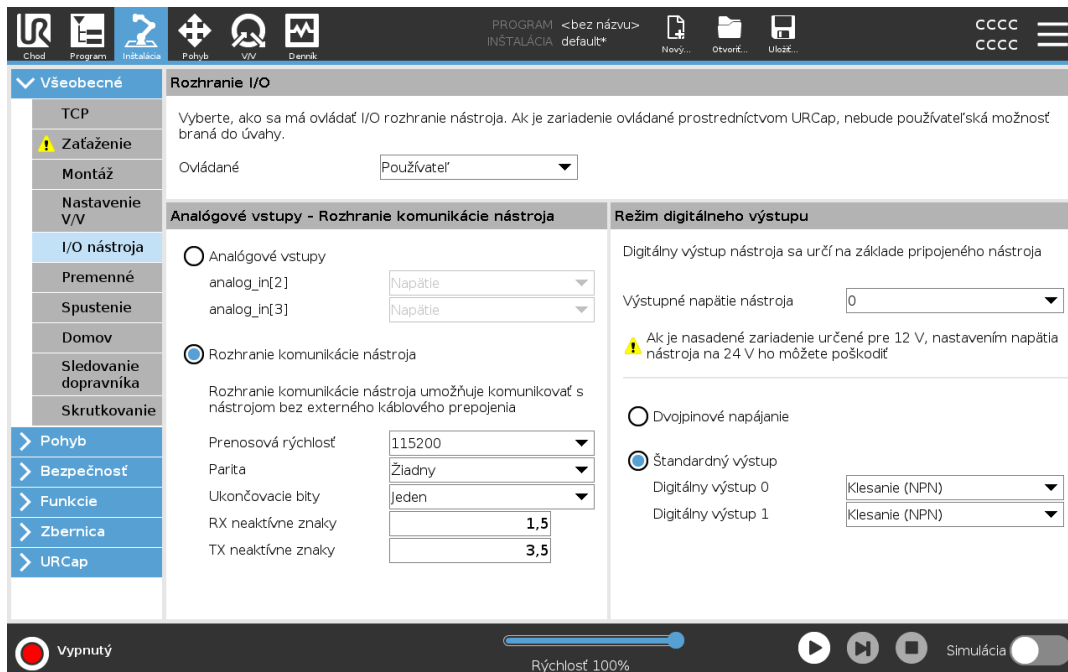 PROGRAM <bez názvu>
INŠTALÁCIA default*
CCCC
CCCC
Chod
Program
Inštalácia
Pohyb
V/V
Denník
Nový...
Otvoriť...
Uložiť...
Všeobecné
TCP
Zaťaženie
Montáž
Nastavenie
V/V
I/O nástroja
Premenné
Spustenie
Domov
Sledovanie
dopravníka
Skrutkovanie
Pohyb
Bezpečnosť
Funkcie
Zbernica
URCap
Rozhranie I/O
Vyberte, ako sa má ovládať I/O rozhranie nástroja. Ak je zariadenie ovládané prostredníctvom URCap, nebude používateľská možnosť
braná do úvahy.
Ovládané Používateľ
Analógové vstupy - Rozhranie komunikácie nástroja
Analógové vstupy
analog_in[2] Napätie
analog_in[3] Napätie
Rozhranie komunikácie nástroja
Rozhranie komunikácie nástroja umožňuje komunikovať s
nástrojom bez externého káblového prepojenia
Prenosová rýchlosť 115200
Parita Žiadny
Ukončovacie bity Jeden
RX neaktívne znaky 1,5
TX neaktívne znaky 3,5
Režim digitálneho výstupu
Digitálny výstup nástroja sa určí na základe pripojeného nástroja
Výstupné napätie nástroja 0
Ak je nasadené zariadenie určené pre 12 V, nastavením napätia
nástroja na 24 V ho môžete poškodiť
Dvojpinové napájanie
Štandardný výstup
Digitálny výstup 0 Klesanie (NPN)
Digitálny výstup 1 Klesanie (NPN)
Vypnutý
Rýchlosť 100%
Simulácia